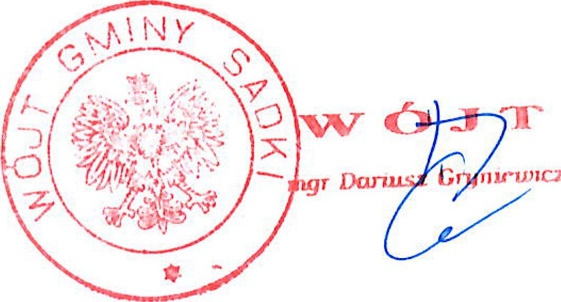 WÓJT GMINY SADKI
WÓJT
mgr Dariusz Gryniewicz